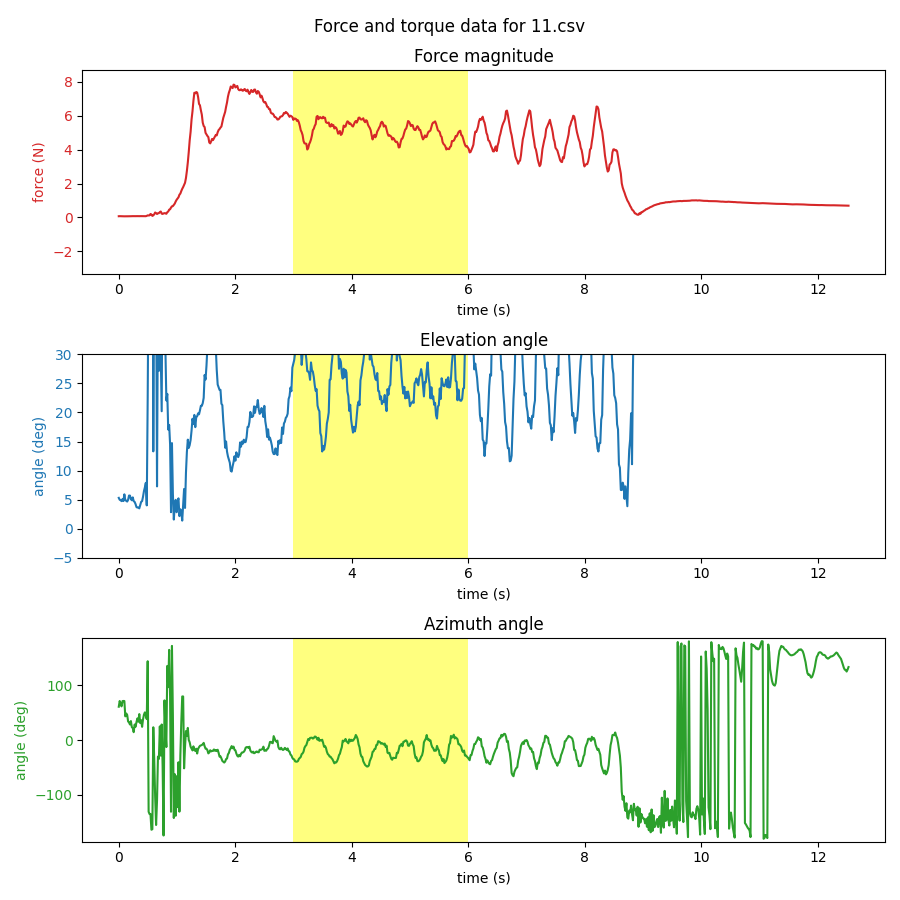 Force and torque data for 11.csv
Force magnitude
8
6
4
2
0
−2
force (N)
0 2 4 6 8 10 12
time (s)
Elevation angle
30
25
20
15
10
5
0
−5
angle (deg)
0 2 4 6 8 10 12
time (s)
Azimuth angle
100
0
−100
angle (deg)
0 2 4 6 8 10 12
time (s)